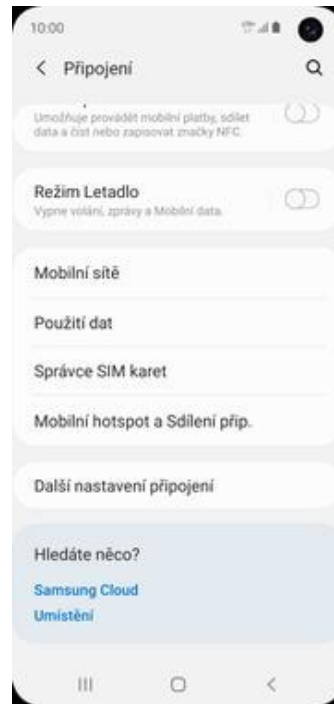 10:00
Připojení
Umožňuje provádět mobilní platby, sdílet
data a číst nebo zapisovat značky NFC.
Režim Letadlo
Vypne volání, zprávy a Mobilní data.
Mobilní sítě
Použití dat
Správce SIM karet
Mobilní hotspot a Sdílení přip.
Další nastavení připojení
Hledáte něco?
Samsung Cloud
Umístění